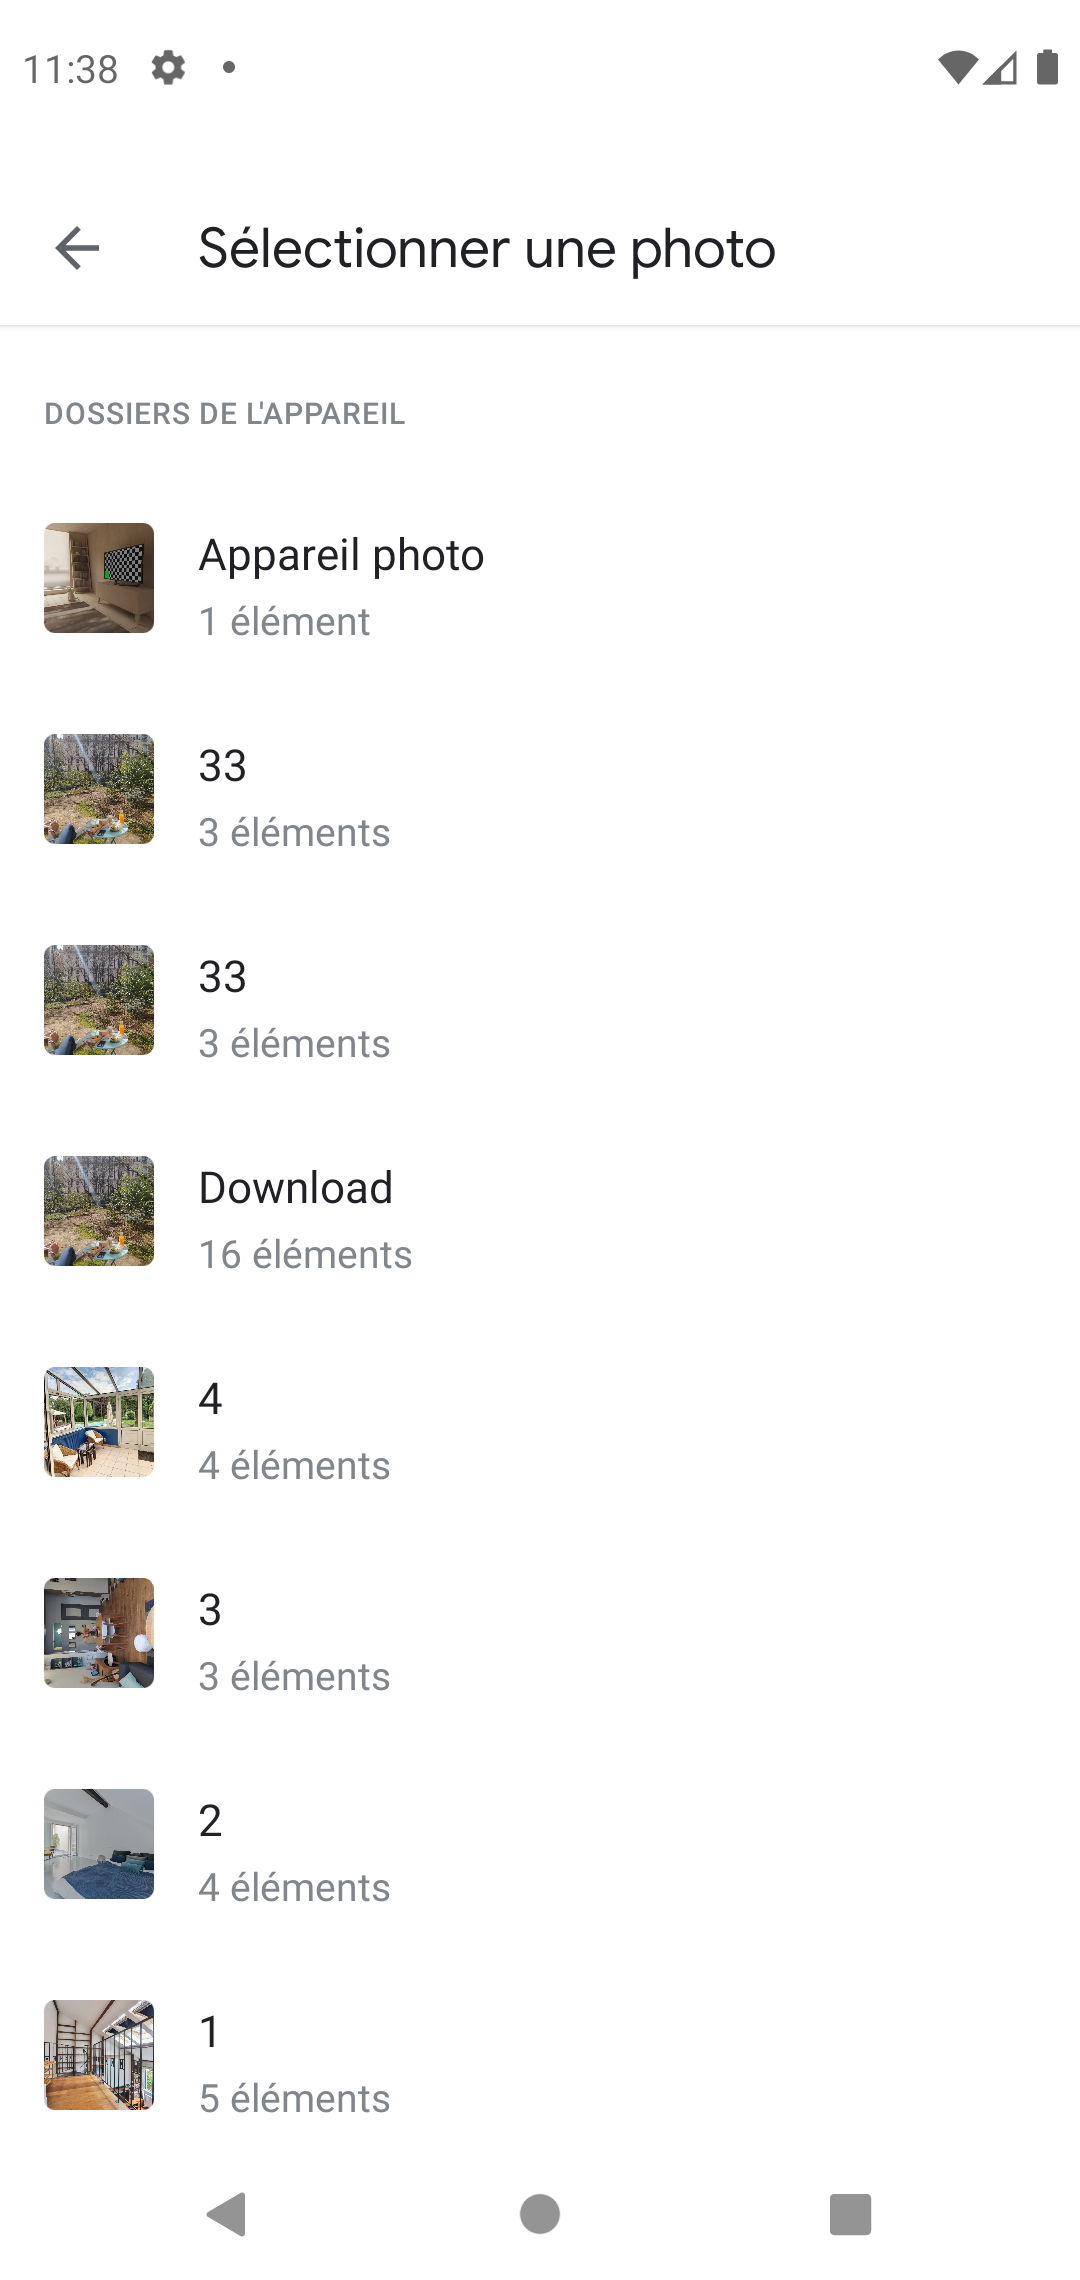 11:38
Sélectionner une photo
DOSSIERS DE L'APPAREIL
Appareil photo
1 élément
33
3 éléments
33
3 éléments
Download
16 éléments
4
4 éléments
3
3 éléments
2
4 éléments
1
5 éléments